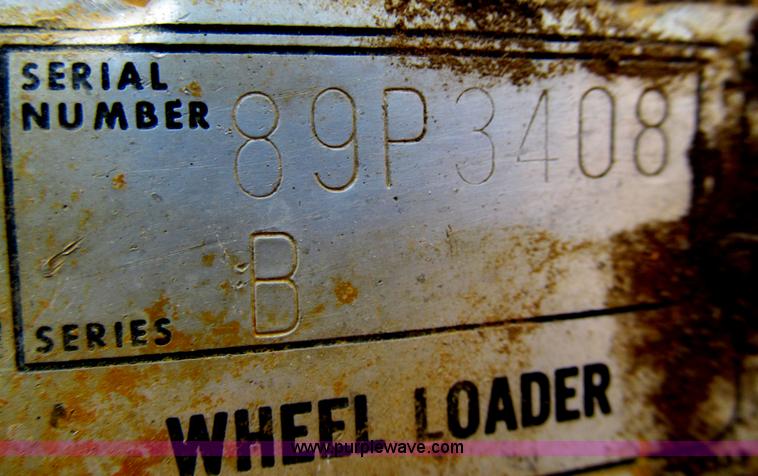 SERIAL
NUMBER 89P3408
SERIES B
WHEEL LOADER
www.purplewave.com